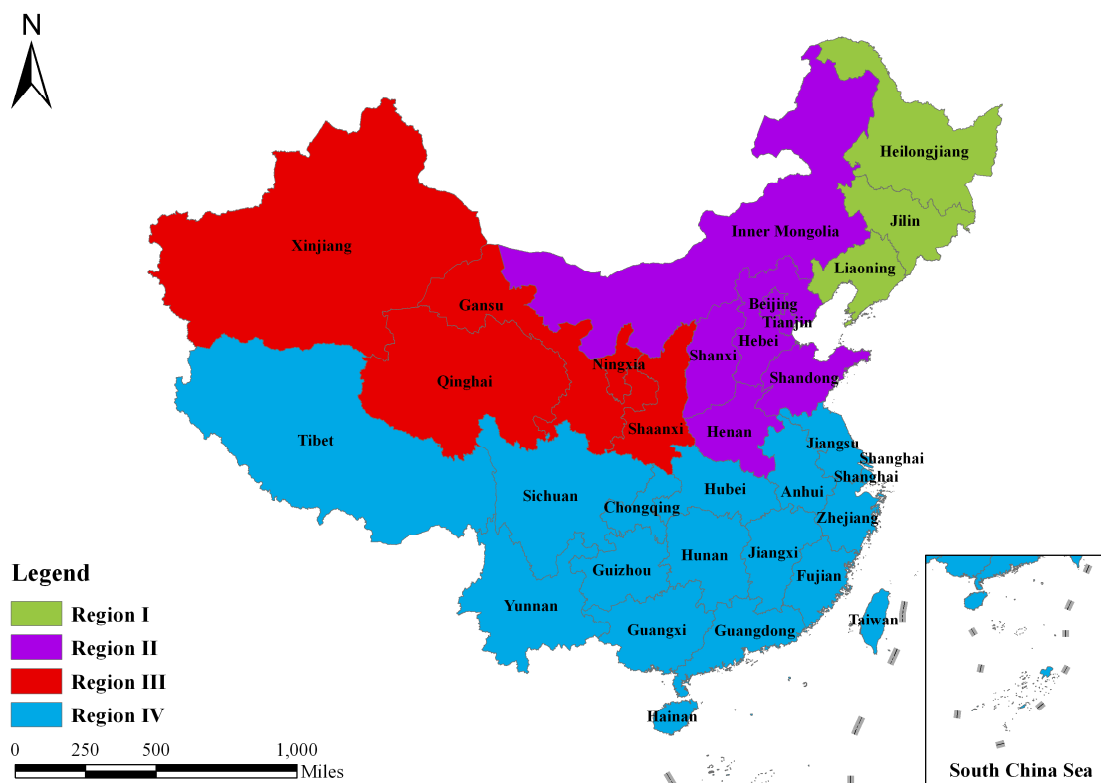 N
Heilongjiang
Jilin
Inner Mongolia
Xinjiang
Liaoning
Gansu
Beijing
Tianjin
Hebei
Shanxi
Ningxia
Qinghai
Shandong
Shaanxi
Henan
Tibet
Jiangsu
Shanghai
Shanghai
Sichuan
Hubei
Anhui
Chongqing
Zhejiang
Hunan
Jiangxi
Guizhou
Fujian
Yunnan
Taiwan
Guangxi
Guangdong
Hainan
Legend
Region I
Region II
Region III
Region IV
0 250 500 1,000
Miles
South China Sea